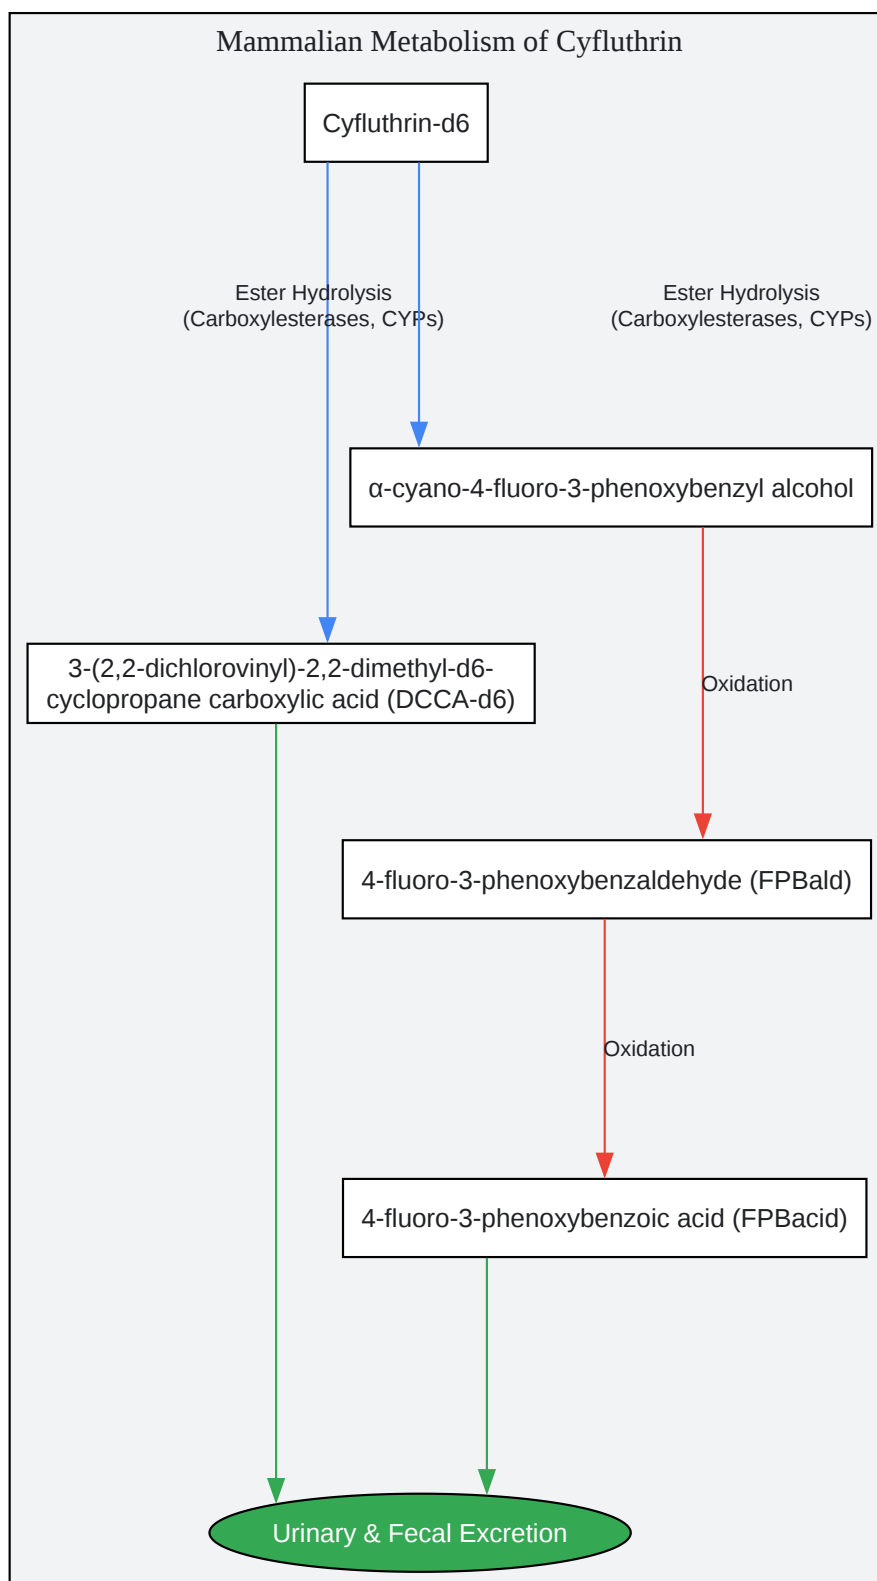 Mammalian Metabolism of Cyfluthrin
Cyfluthrin-d6
Ester Hydrolysis
(Carboxylesterases, CYPs)
Ester Hydrolysis
(Carboxylesterases, CYPs)
α-cyano-4-fluoro-3-phenoxybenzyl alcohol
3-(2,2-dichlorovinyl)-2,2-dimethyl-d6-
cyclopropane carboxylic acid (DCCA-d6)
Oxidation
4-fluoro-3-phenoxybenzaldehyde (FPBald)
Oxidation
4-fluoro-3-phenoxybenzoic acid (FPBacid)
Urinary & Fecal Excretion